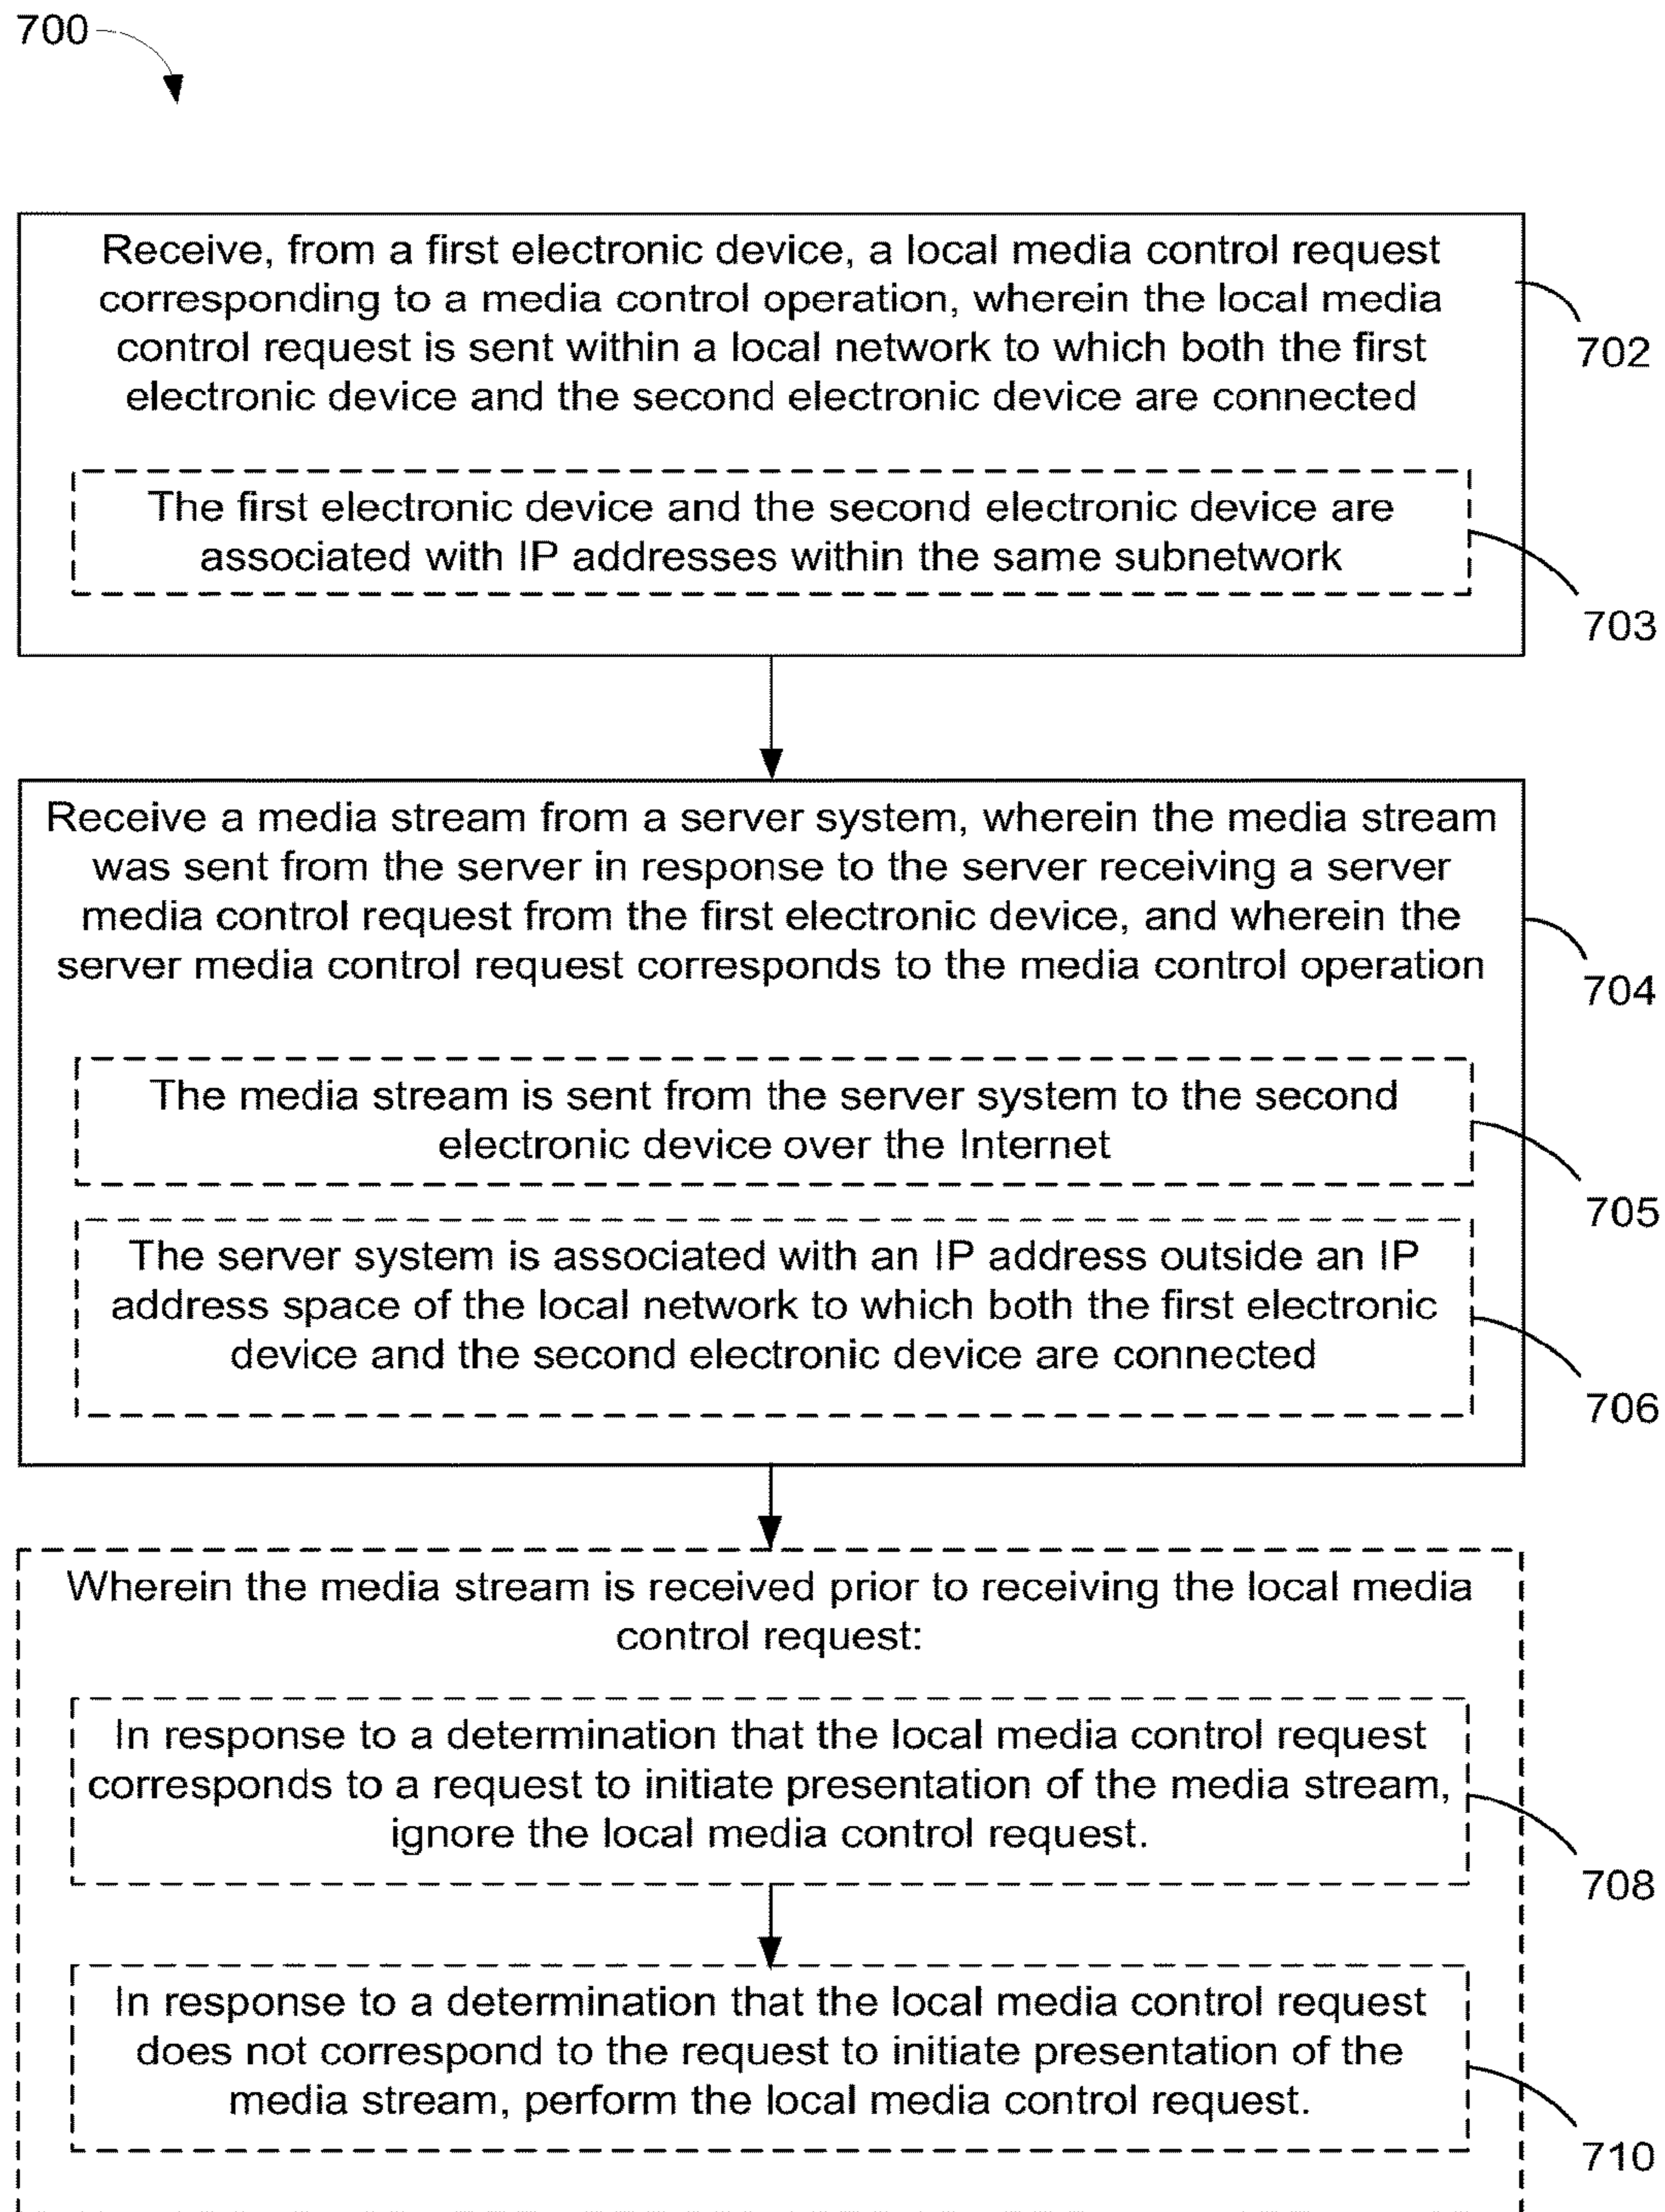 700
Receive, from a first electronic device, a local media control request
corresponding to a media control operation, wherein the local media
control request is sent within a local network to which both the first
electronic device and the second electronic device are connected
702
The first electronic device and the second electronic device are
associated with IP addresses within the same subnetwork
703
Receive a media stream from a server system, wherein the media stream
was sent from the server in response to the server receiving a server
media control request from the first electronic device, and wherein the
server media control request corresponds to the media control operation
704
The media stream is sent from the server system to the second
electronic device over the Internet
705
The server system is associated with an IP address outside an IP
address space of the local network to which both the first electronic
device and the second electronic device are connected
706
Wherein the media stream is received prior to receiving the local media
control request:
In response to a determination that the local media control request
corresponds to a request to initiate presentation of the media stream,
ignore the local media control request.
708
In response to a determination that the local media control request
does not correspond to the request to initiate presentation of the
media stream, perform the local media control request.
710